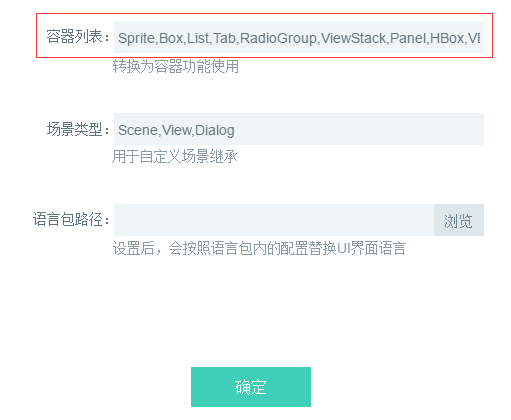 容器列表： Sprite,Box,List,Tab,RadioGroup,ViewStack,Panel,HBox,
转换为容器功能使用
场景类型： Scene,View,Dialog
用于自定义场景继承
语言包路径： 浏览
设置后，会按照语言包内的配置替换UI界面语言
确定